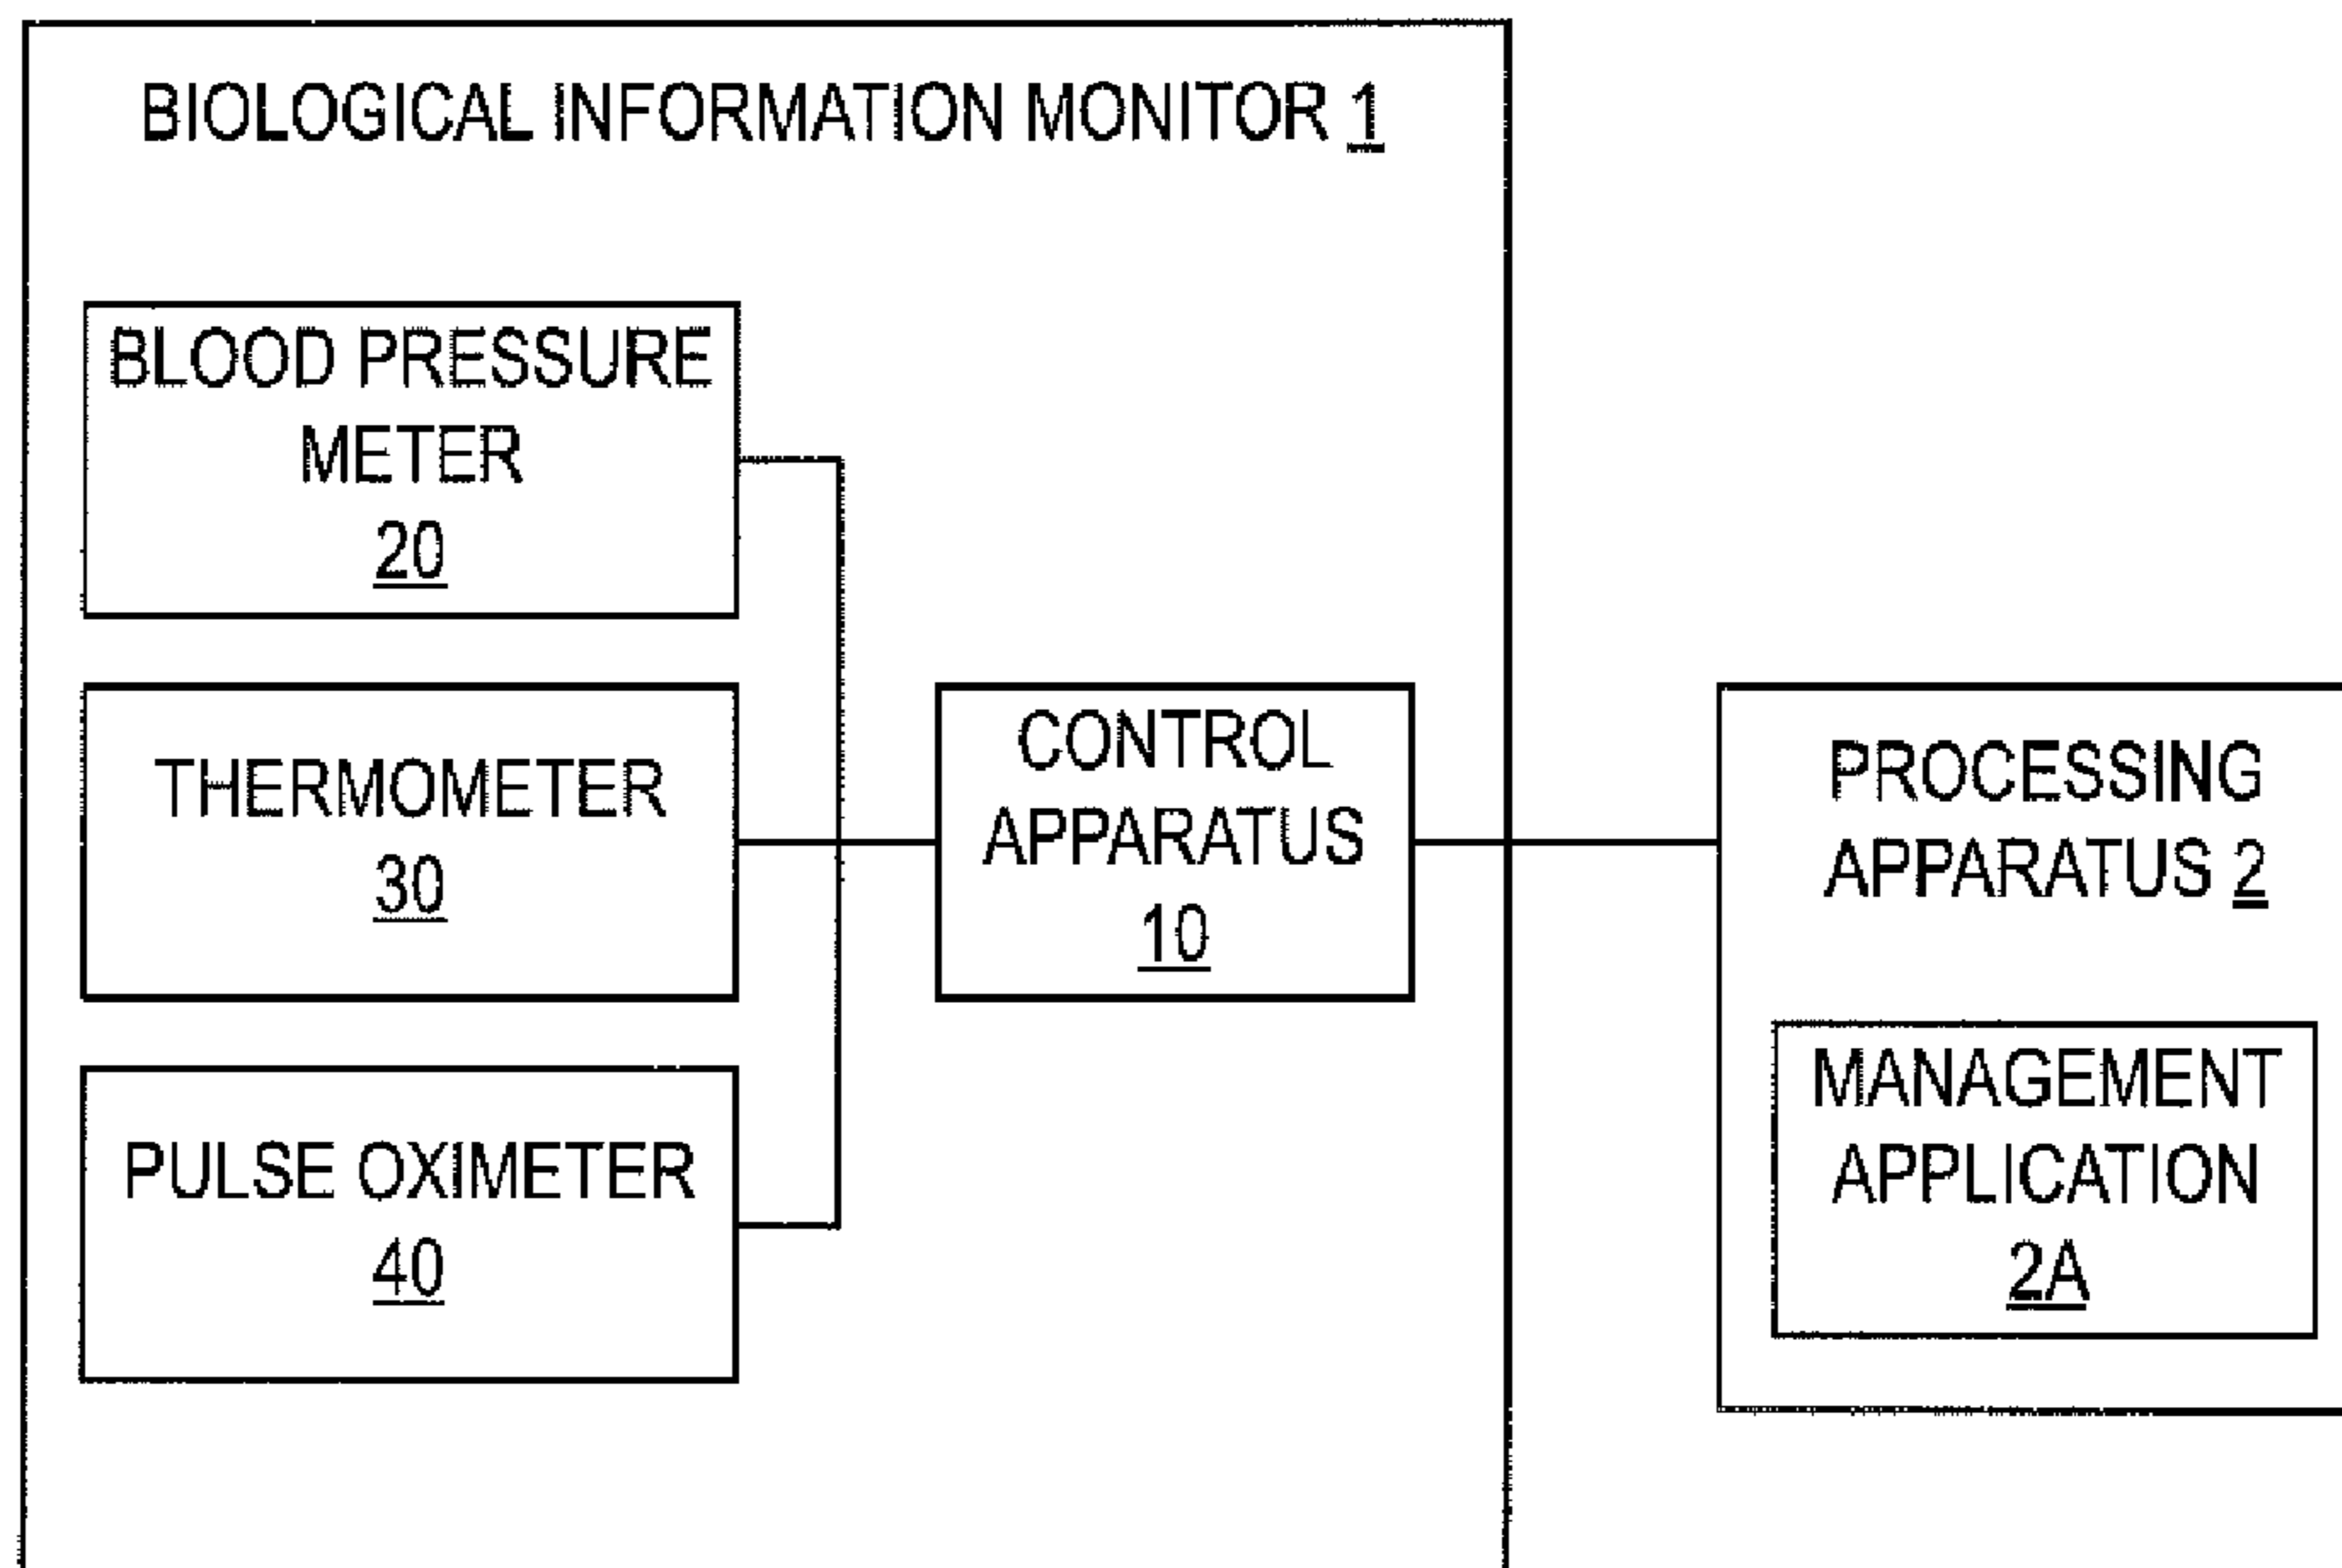 BIOLOGICAL INFORMATION MONITOR 1
BLOOD PRESSURE
METER
20
THERMOMETER
30
PULSE OXIMETER
40
CONTROL
APPARATUS
10
PROCESSING
APPARATUS 2
MANAGEMENT
APPLICATION
2A